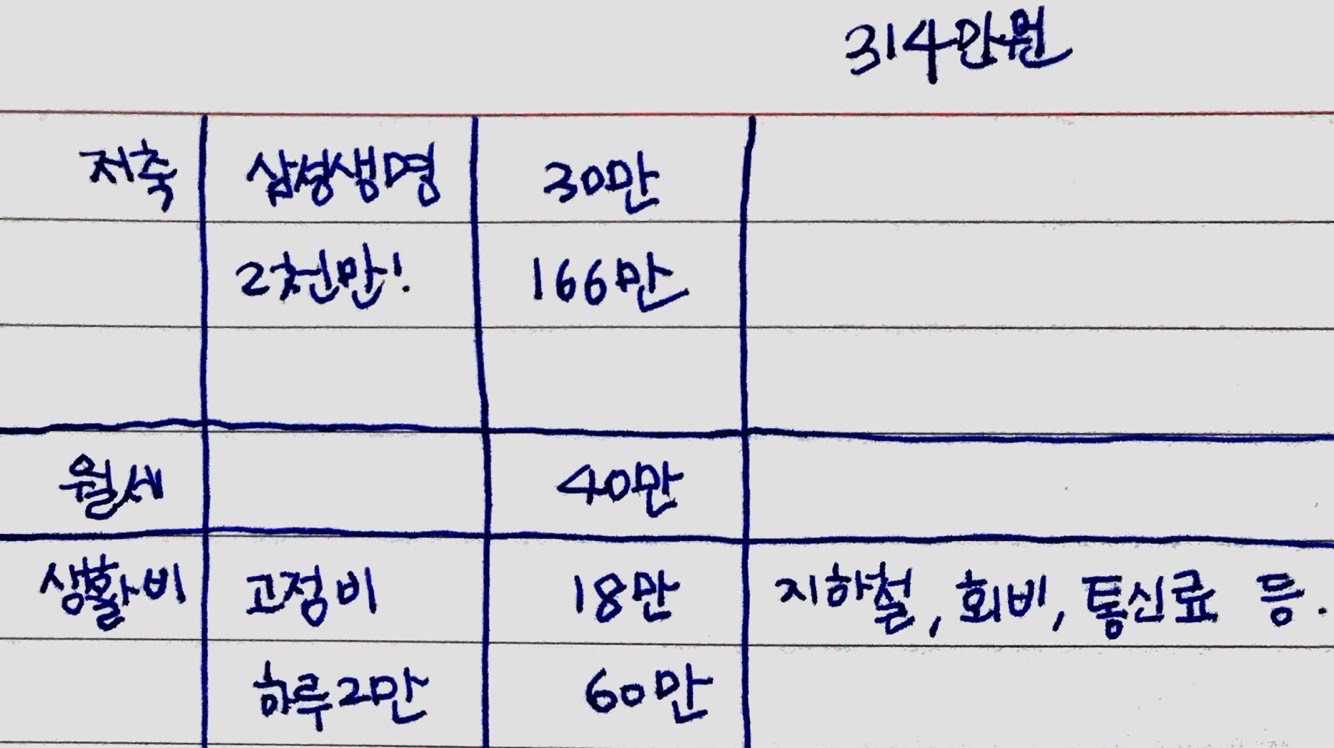 314만원
저축 삼성생명 30만
2천만! 166만
월세 40만
생활비 고정비 18만 지하철, 회비, 통신료 등.
하루2만 60만